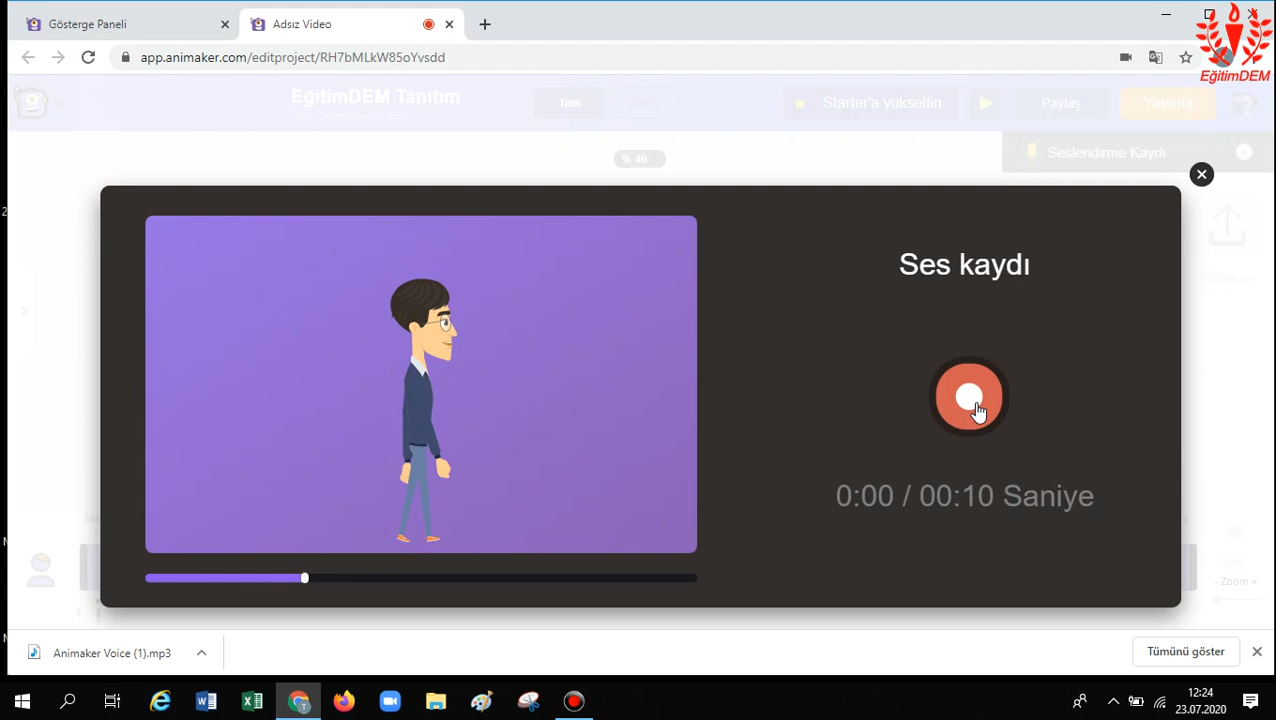 Gösterge Paneli
Adsız Video
app.animaker.com/editproject/RH7bMLkW85oYvsdd
EğitimDEM
EğitimDEM Tanıtım
Tam
Starter'a yükseltin
Paylaş
Yayımla
% 46
Seslendirme Kaydı
Ses kaydı
0:00 / 00:10 Saniye
- Zoom +
Animaker Voice (1).mp3
Tümünü göster
12:24
23.07.2020